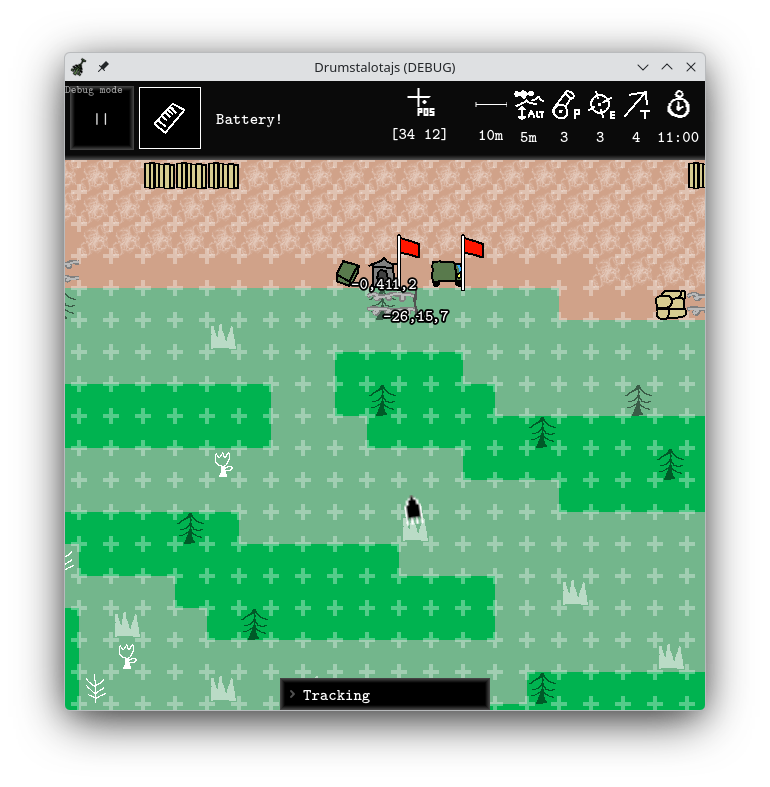 Drumstalotajs (DEBUG)
Debug mode
Battery!
POS
[34 12]
10m
ALT
5m
P
3
E
3
T
4
11:00
-0,411,2
-26,15,7
Tracking